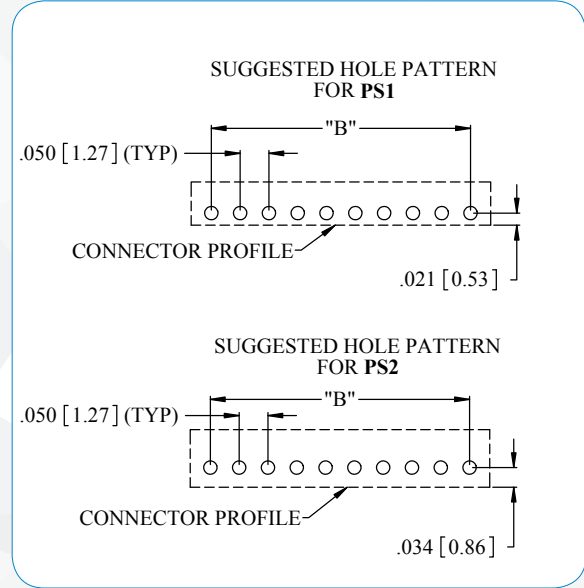 SUGGESTED HOLE PATTERN
FOR PS1
"B"
.050 [1.27] (TYP)
CONNECTOR PROFILE
.021 [0.53]
SUGGESTED HOLE PATTERN
FOR PS2
"B"
.050 [1.27] (TYP)
CONNECTOR PROFILE
.034 [0.86]